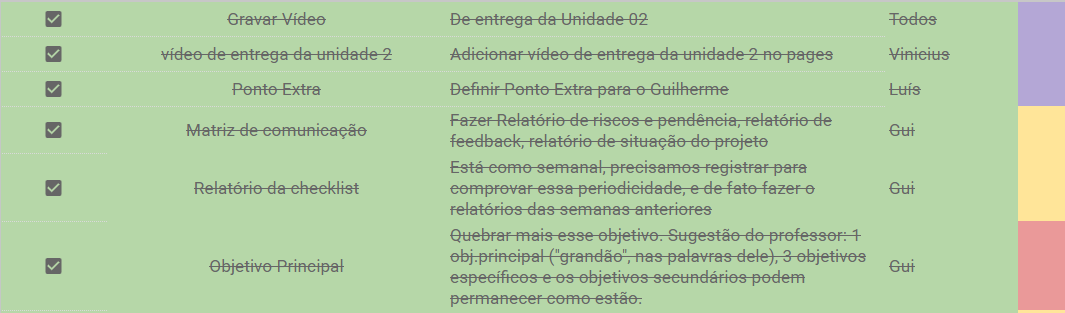 Gravar Vídeo De entrega da Unidade 02 Todos
vídeo de entrega da unidade 2 Adicionar vídeo de entrega da unidade 2 no pages Vinicius
Ponto Extra Definir Ponto Extra para o Guilherme Luís
Matriz de comunicação Fazer Relatório de riscos e pendência, relatório de Gui
feedback, relatório de situação do projeto
Relatório da checklist Está como semanal, precisamos registrar para Gui
comprovar essa periodicidade, e de fato fazer o
relatórios das semanas anteriores
Objetivo Principal Quebrar mais esse objetivo. Sugestão do professor: 1 Gui
obj.principal ("grandão", nas palavras dele), 3 objetivos
específicos e os objetivos secundários podem
permanecer como estão.